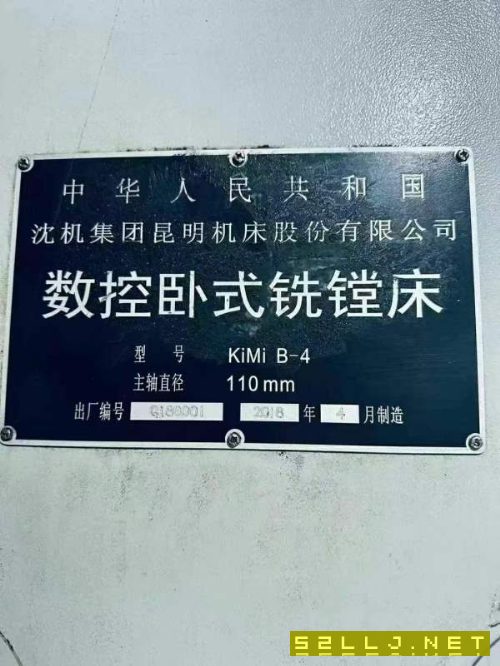 中华人民共和国
沈机集团昆明机床股份有限公司
数控卧式铣镗床
型 号 KiMi B-4
主轴直径 110mm
出厂编号 G180001 2018 年 4 月制造
S2LLJ.NET